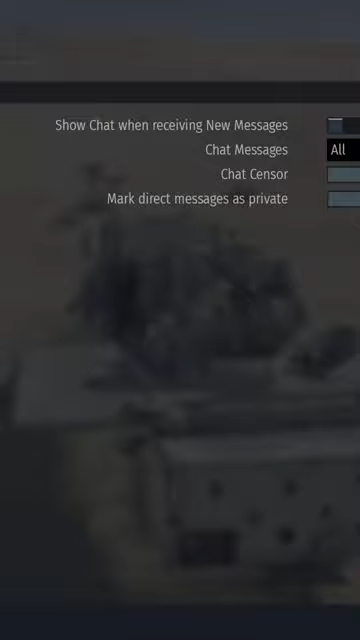 Show Chat when receiving New Messages
Chat Messages
All
Chat Censor
Mark direct messages as private